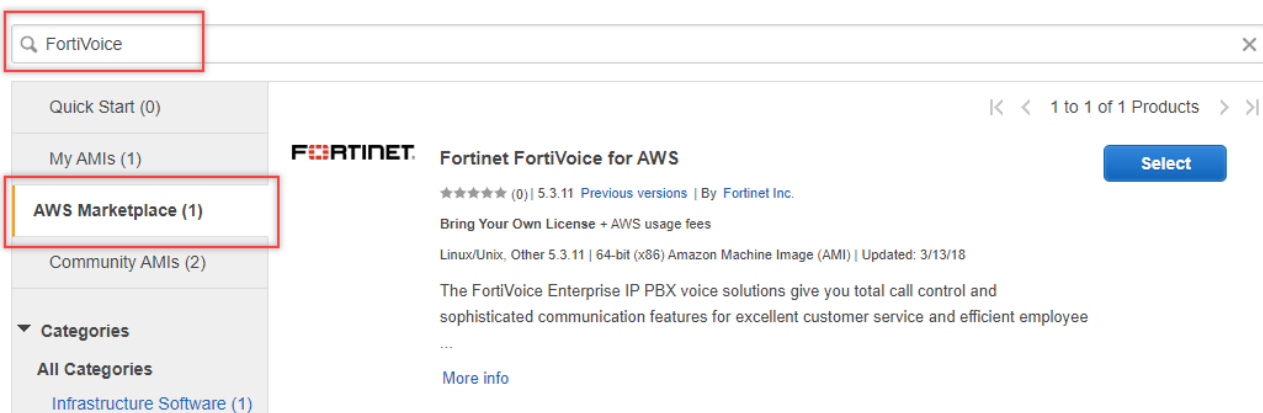 FortiVoice
Quick Start (0)
My AMIs (1)
AWS Marketplace (1)
Community AMIs (2)
Categories
All Categories
Infrastructure Software (1)
1 to 1 of 1 Products
FORTINET.
Fortinet FortiVoice for AWS
Select
(0) | 5.3.11 Previous versions | By Fortinet Inc.
Bring Your Own License + AWS usage fees
Linux/Unix, Other 5.3.11 | 64-bit (x86) Amazon Machine Image (AMI) | Updated: 3/13/18
The FortiVoice Enterprise IP PBX voice solutions give you total call control and
sophisticated communication features for excellent customer service and efficient employee
...
More info